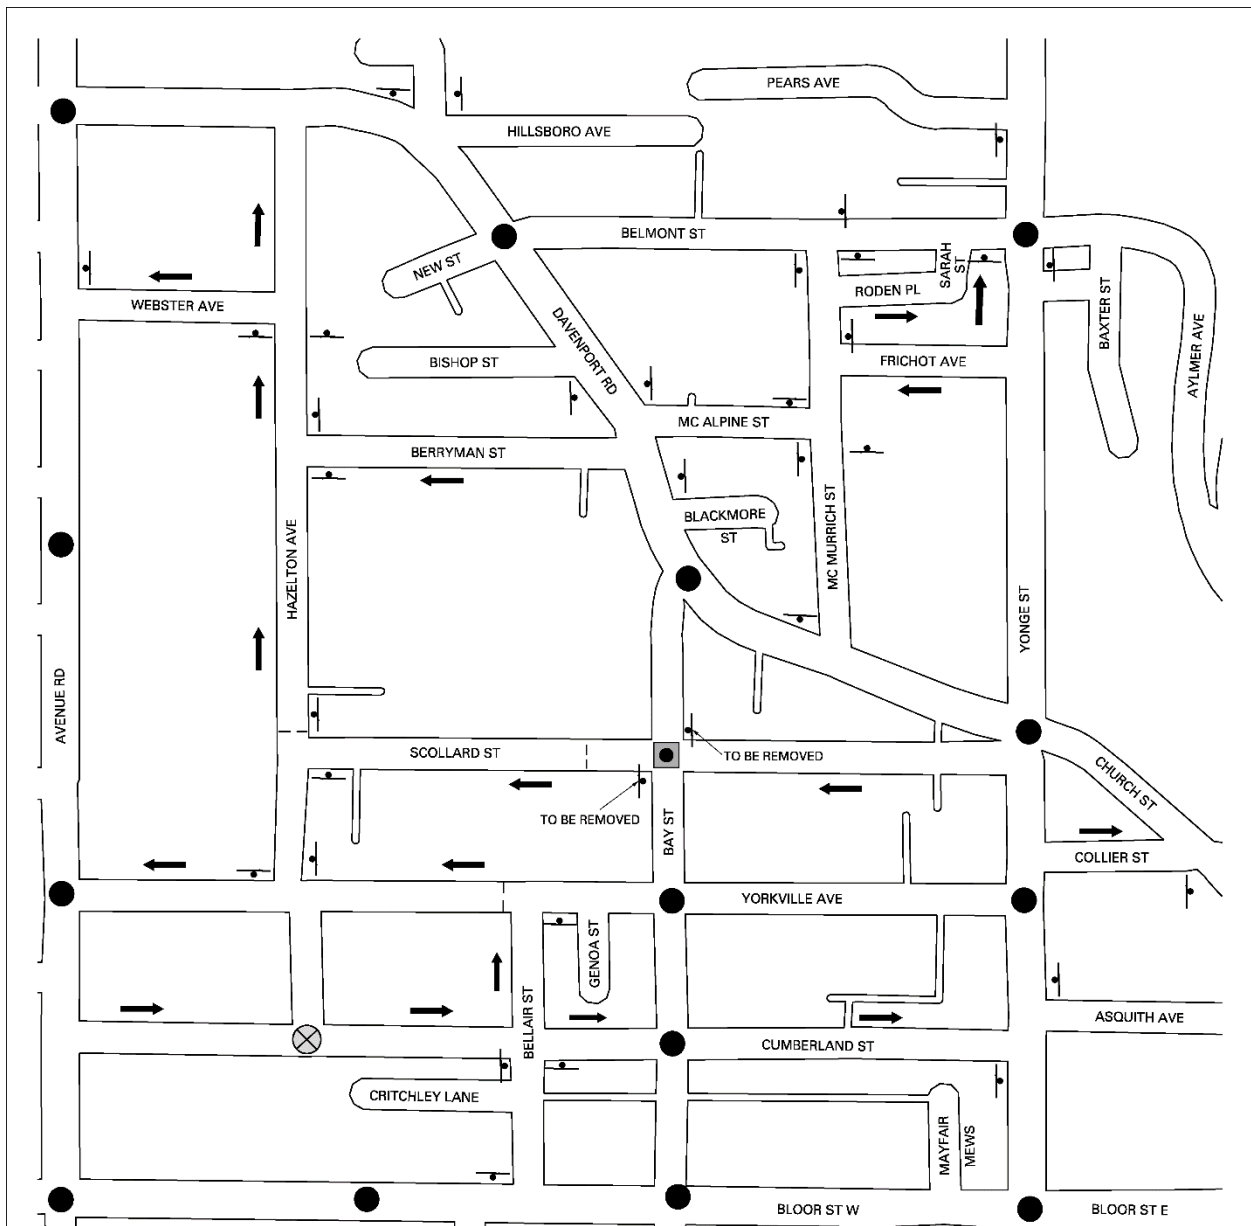 PEARS AVE
HILLSBORO AVE
BELMONT ST
NEW ST
SARAH
ST
RODEN PL
WEBSTER AVE
BAXTER ST
DAVENPORT RD
AYLMER AVE
BISHOP ST
FRICHOT AVE
MC ALPINE ST
BERRYMAN ST
BLACKMORE
ST
MC MURRICH ST
HAZELTON AVE
YONGE ST
AVENUE RD
SCOLLARD ST
TO BE REMOVED
CHURCH ST
TO BE REMOVED
BAY ST
COLLIER ST
YORKVILLE AVE
GENOA ST
BELLAIR ST
ASQUITH AVE
CUMBERLAND ST
CRITCHLEY LANE
MAYFAIR
MEWS
BLOOR ST W
BLOOR ST E